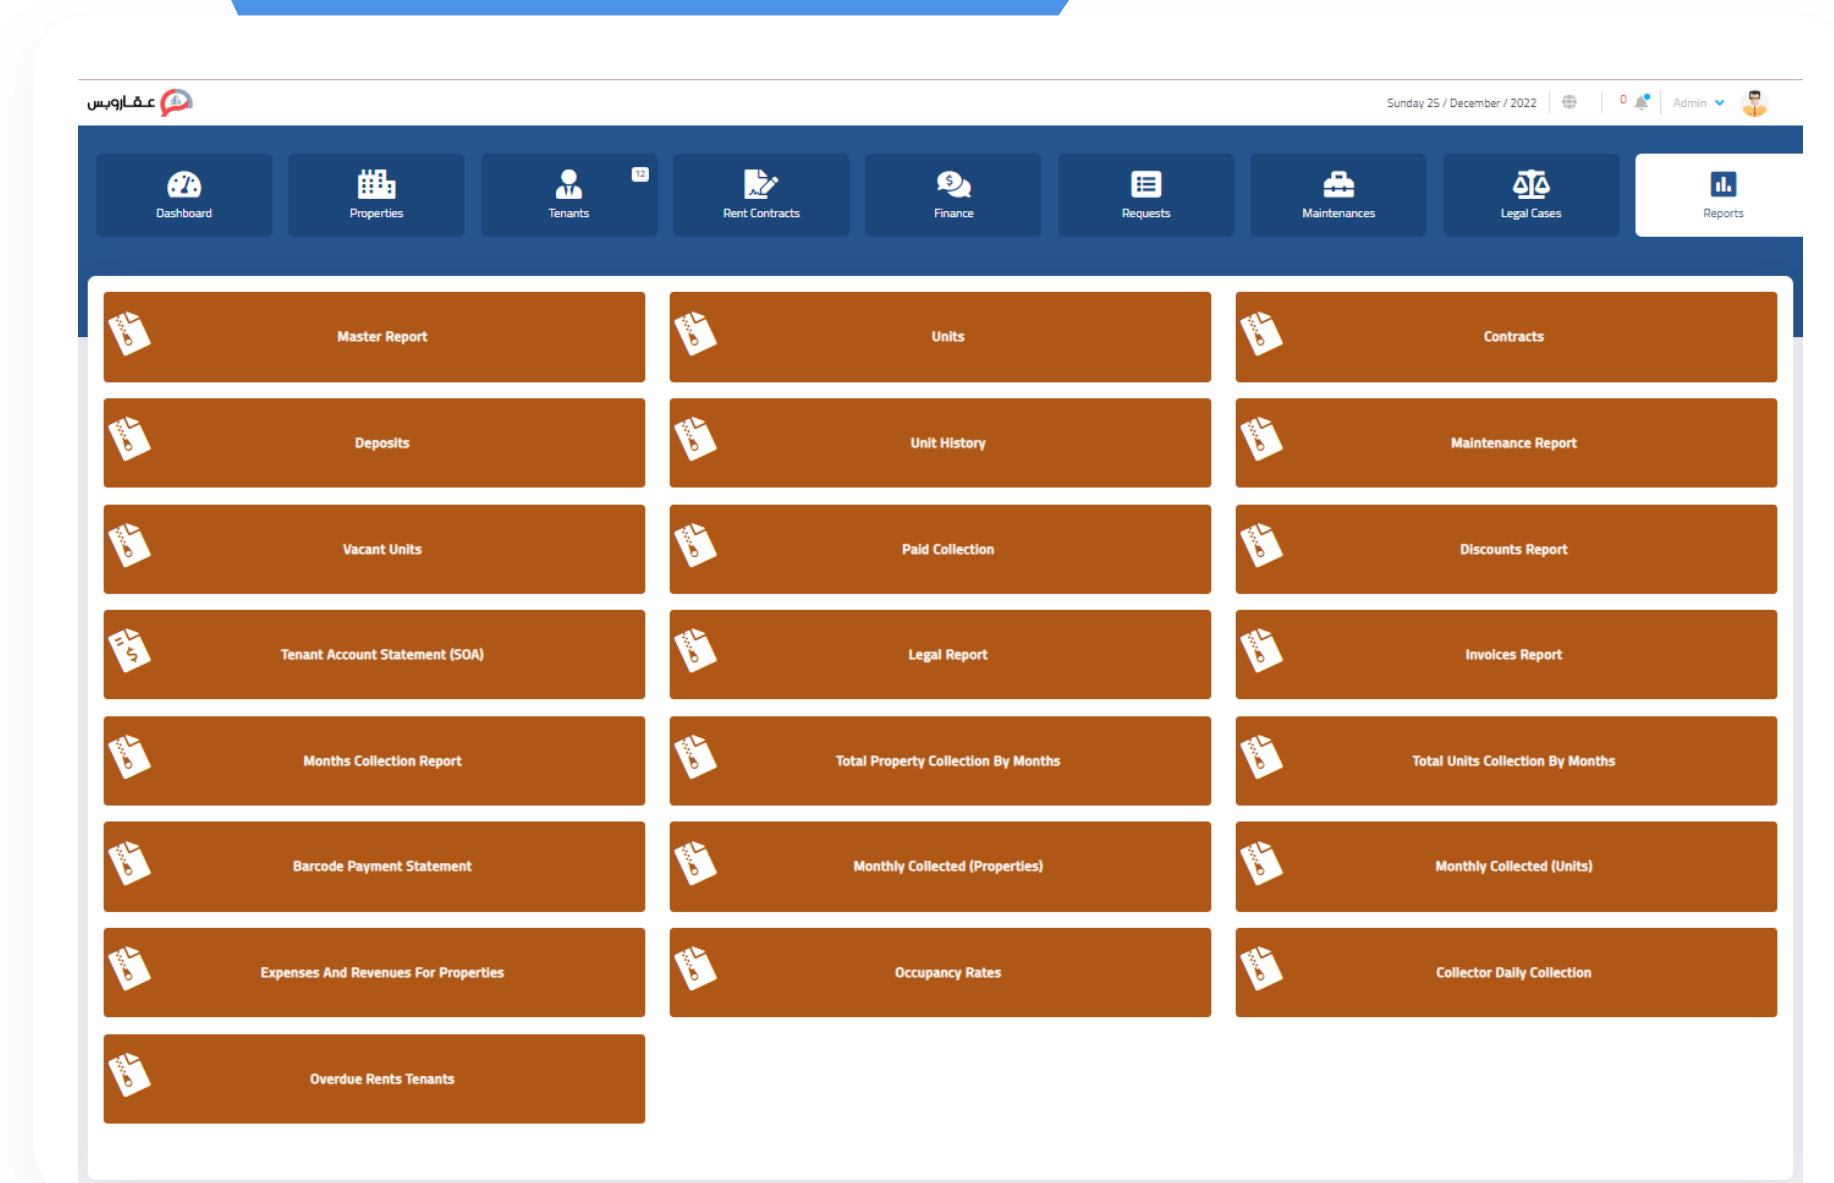 عقاروبس
Sunday 25 / December / 2022
0
Admin
Dashboard
Properties
Tenants
12
Rent Contracts
Finance
Requests
Maintenances
Legal Cases
Reports
Master Report
Units
Contracts
Deposits
Unit History
Maintenance Report
Vacant Units
Paid Collection
Discounts Report
Tenant Account Statement (SOA)
Legal Report
Invoices Report
Months Collection Report
Total Property Collection By Months
Total Units Collection By Months
Barcode Payment Statement
Monthly Collected (Properties)
Monthly Collected (Units)
Expenses And Revenues For Properties
Occupancy Rates
Collector Daily Collection
Overdue Rents Tenants